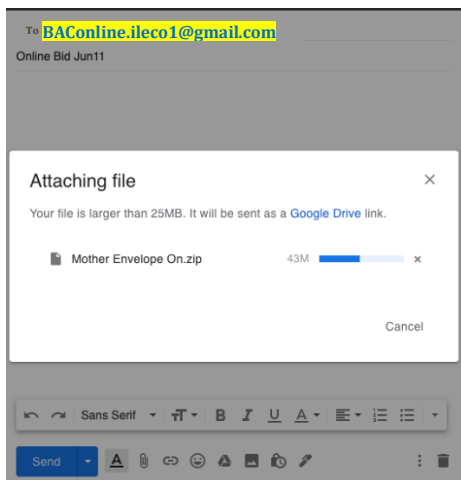 To BAConline.ileco1@gmail.com
Online Bid Jun11
Attaching file
Your file is larger than 25MB. It will be sent as a Google Drive link.
Mother Envelope On.zip 43M
Cancel
Sans Serif B I U A
Send A